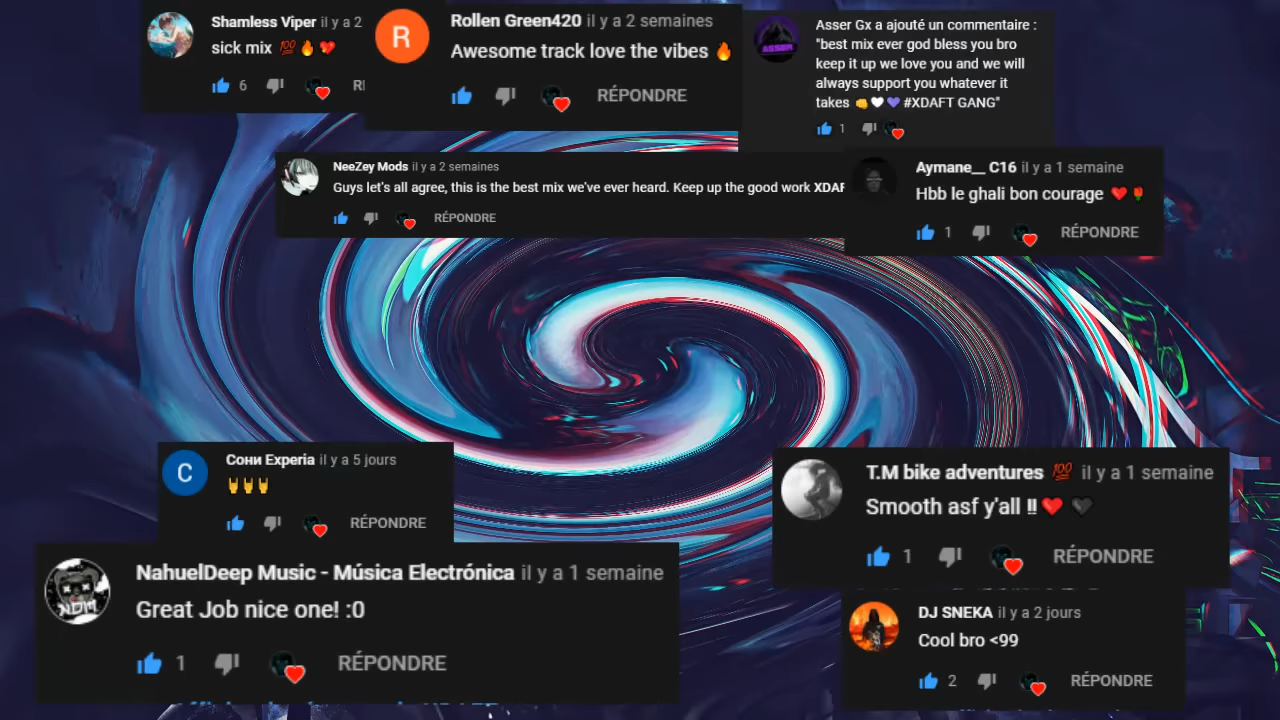 Shamless Viper il y a 2
sick mix 💯🔥💔
6
R
Rollen Green420 il y a 2 semaines
Awesome track love the vibes 🔥
RÉPONDRE
ASSER
Asser Gx a ajouté un commentaire :
"best mix ever god bless you bro
keep it up we love you and we will
always support you whatever it
takes 👊🤍💜 #XDAFT GANG"
1
NeeZey Mods il y a 2 semaines
Guys let's all agree, this is the best mix we've ever heard. Keep up the good work XDAF
RÉPONDRE
Aymane__ C16 il y a 1 semaine
Hbb le ghali bon courage ❤️🌹
1 RÉPONDRE
C
Сони Experia il y a 5 jours
🤘🤘🤘
RÉPONDRE
T.M bike adventures 💯 il y a 1 semaine
Smooth asf y'all ‼️❤️🖤
1 RÉPONDRE
NDM
NahuelDeep Music - Música Electrónica il y a 1 semaine
Great Job nice one! :0
1 RÉPONDRE
DJ SNEKA il y a 2 jours
Cool bro <99
2 RÉPONDRE